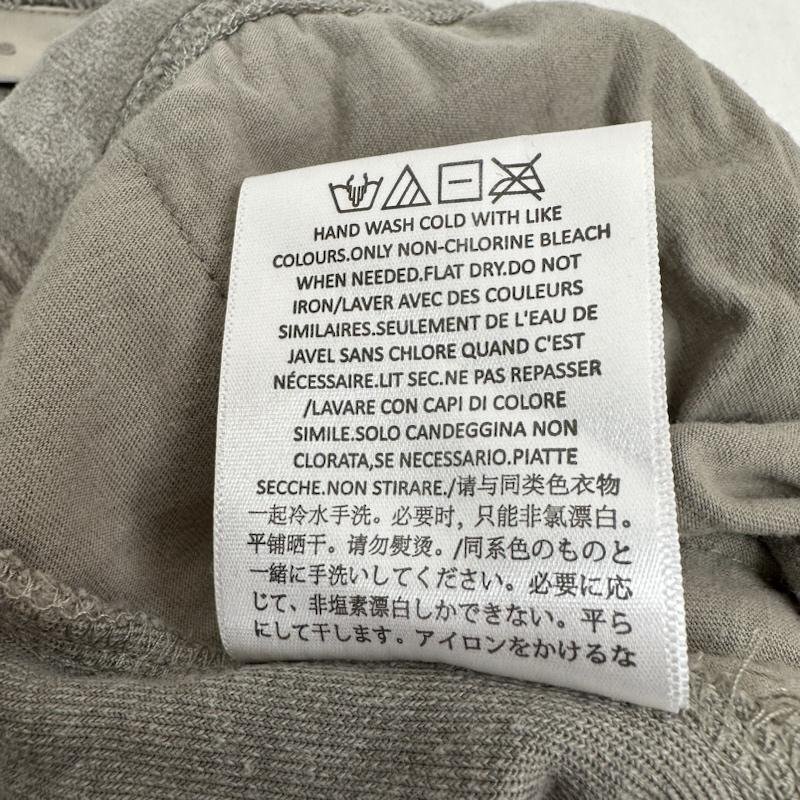 HAND WASH COLD WITH LIKE
COLOURS.ONLY NON-CHLORINE BLEACH
WHEN NEEDED.FLAT DRY.DO NOT
IRON/LAVER AVEC DES COULEURS
SIMILAIRES.SEULEMENT DE L'EAU DE
JAVEL SANS CHLORE QUAND C'EST
NÉCESSAIRE.LIT SEC.NE PAS REPASSER
/LAVARE CON CAPI DI COLORE
SIMILE.SOLO CANDEGGINA NON
CLORATA,SE NECESSARIO.PIATTE
SECCHE.NON STIRARE./请与同类色衣物
一起冷水手洗。必要时, 只能非氯漂白。
平铺晒干。请勿熨烫。/同系色のものと
一緒に手洗いしてください。必要に応
じて、非塩素漂白しかできない。平ら
にして干します。アイロンをかけるな